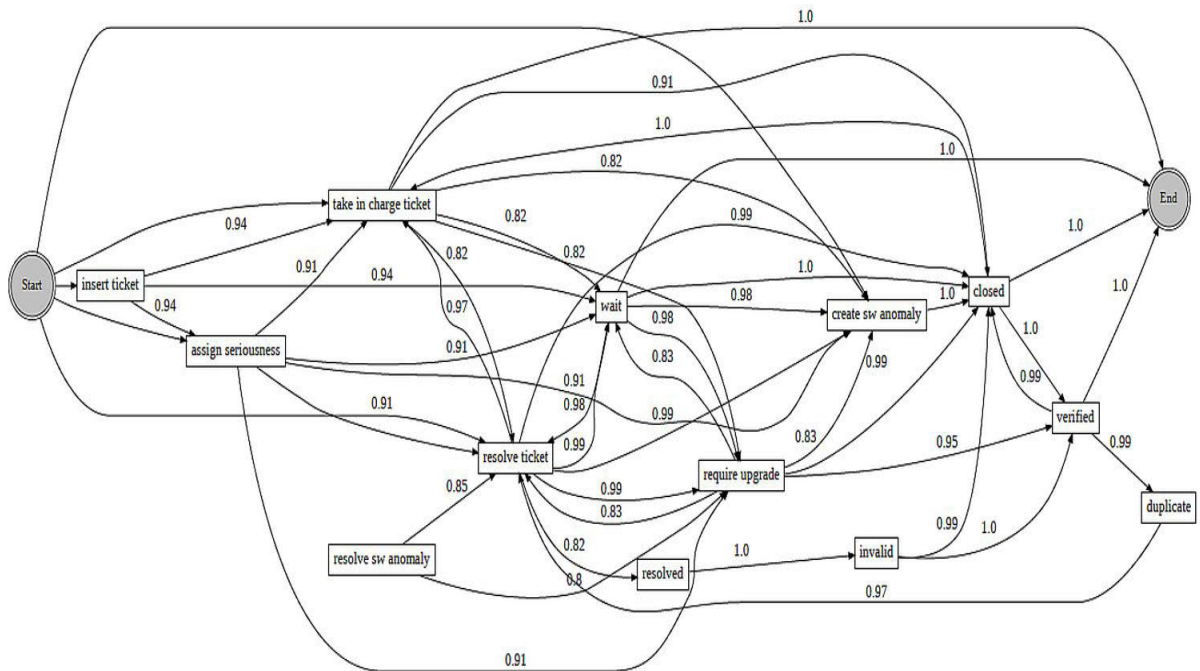 1.0
0.91
1.0
1.0
0.82
take in charge ticket
End
0.94
0.82
0.99
1.0
0.82
0.82
0.91
0.94
1.0
Start
insert ticket
1.0
closed
0.94
0.97
wait
0.98
1.0
create sw anomaly
0.98
1.0
assign seriousness
0.91
0.83
0.99
0.91
0.99
0.98
0.99
verified
0.91
0.99
0.83
0.95
0.99
resolve ticket
require upgrade
0.85
0.99
0.83
duplicate
0.99
1.0
0.82
1.0
invalid
resolve sw anomaly
resolved
0.8
0.97
0.91